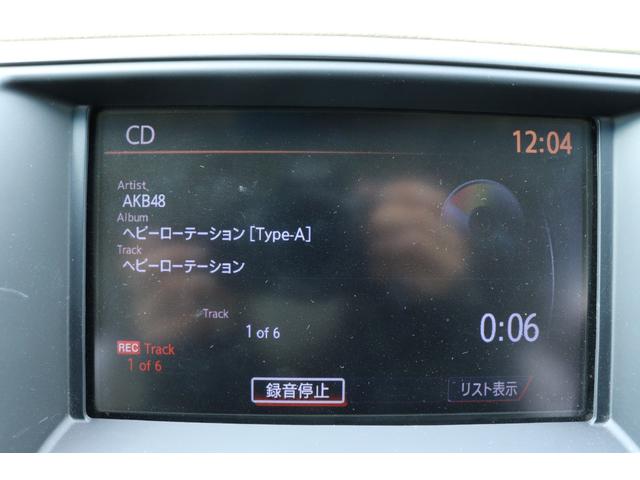 CD
12:04
Artist
AKB48
Album
ヘビーローテーション [Type-A]
Track
ヘビーローテーション
Track
1 of 6
0:06
REC Track
1 of 6
録音停止
リスト表示